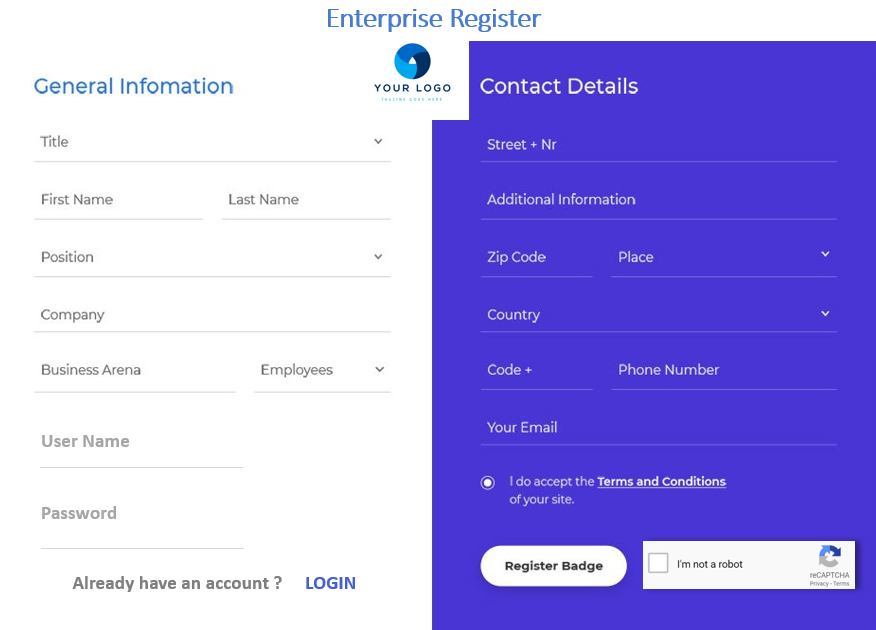 Enterprise Register
YOUR LOGO
TAGLINE GOES HERE
General Infomation
Title
First Name
Last Name
Position
Company
Business Arena
Employees
User Name
Password
Already have an account ? LOGIN
Contact Details
Street + Nr
Additional Information
Zip Code
Place
Country
Code +
Phone Number
Your Email
I do accept the Terms and Conditions
of your site.
Register Badge
I'm not a robot
reCAPTCHA
Privacy - Terms